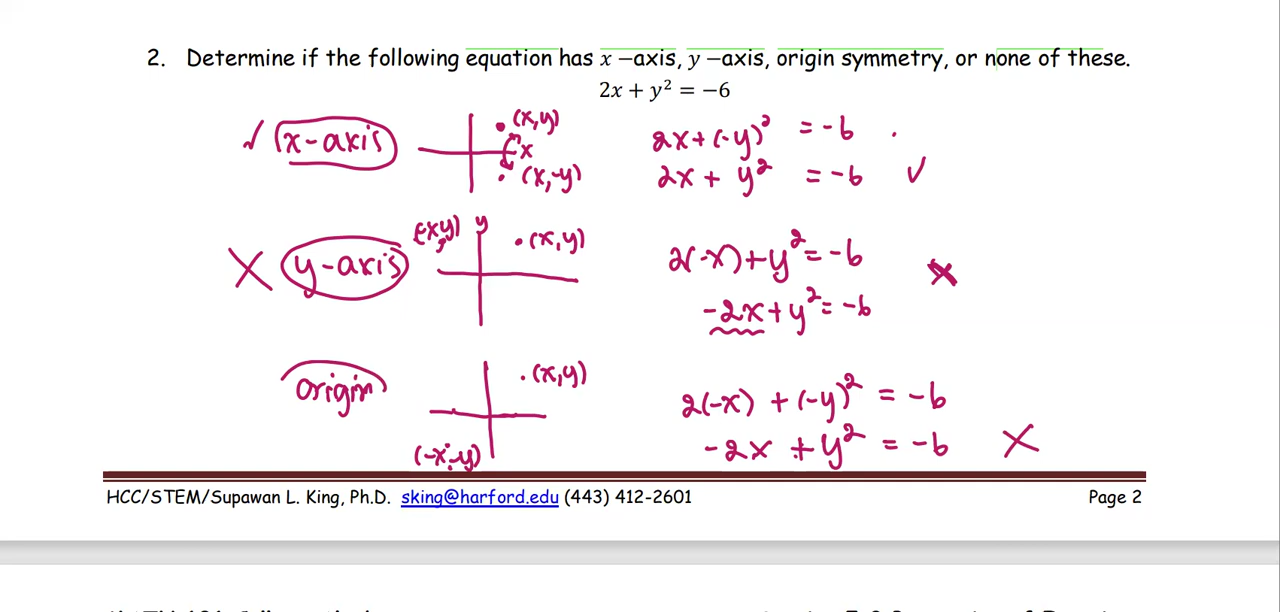 2. Determine if the following equation has x –axis, y –axis, origin symmetry, or none of these.
2x + y² = −6
✓ x-axis (x,y) 2x+(-y)² = -6
x
(x,-y) 2x + y² = -6 ✓
(-x,y) y
X y-axis (x,y) 2(-x)+y²=-6 X
-2x+y²=-6
origin (x,y) 2(-x) + (-y)² = -6
(-x,-y) -2x + y² = -6 X
HCC/STEM/Supawan L. King, Ph.D. sking@harford.edu (443) 412-2601 Page 2